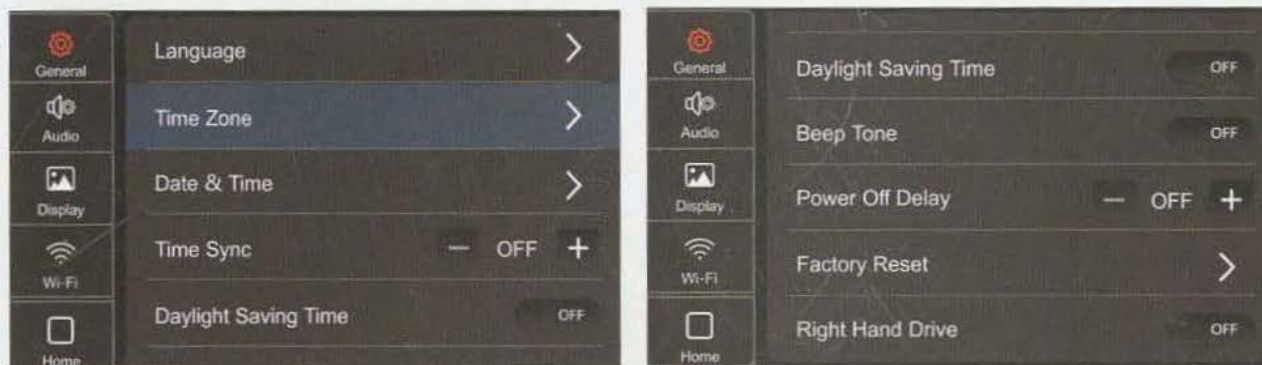 General
Audio
Display
Wi-Fi
Home
Language
Time Zone
Date & Time
Time Sync — OFF +
Daylight Saving Time OFF
General
Audio
Display
Wi-Fi
Home
Daylight Saving Time OFF
Beep Tone OFF
Power Off Delay — OFF +
Factory Reset
Right Hand Drive OFF